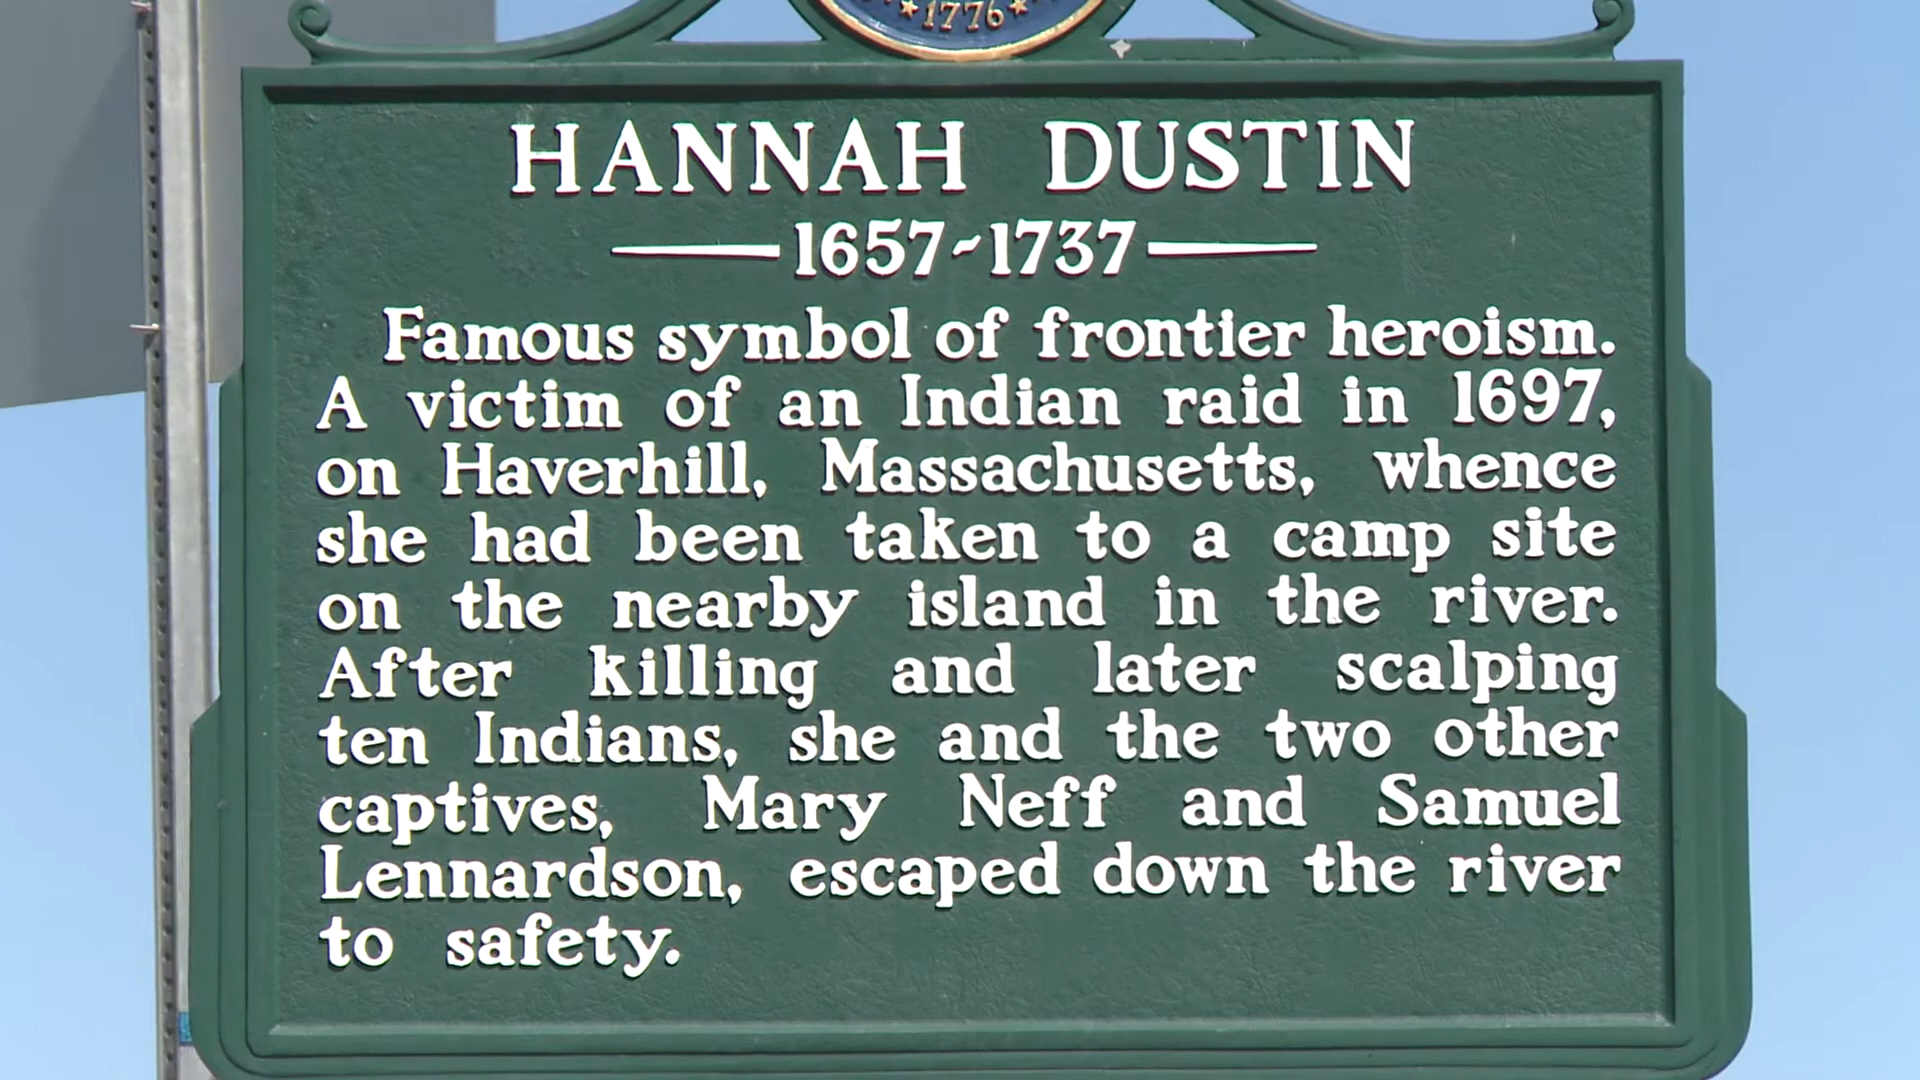 ★1776★
HANNAH DUSTIN
1657-1737
Famous symbol of frontier heroism.
A victim of an Indian raid in 1697,
on Haverhill, Massachusetts, whence
she had been taken to a camp site
on the nearby island in the river.
After killing and later scalping
ten Indians, she and the two other
captives, Mary Neff and Samuel
Lennardson, escaped down the river
to safety.